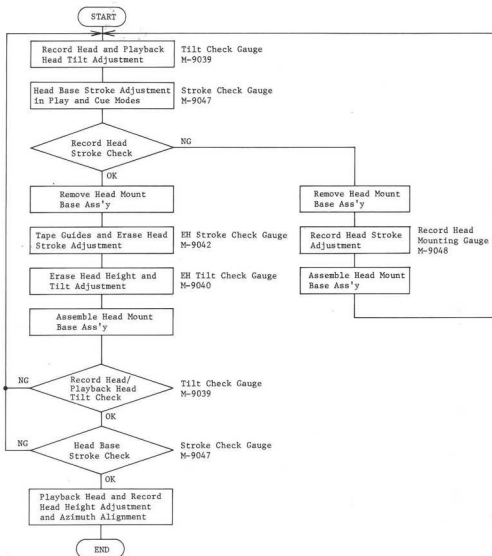 START
Record Head and Playback
Head Tilt Adjustment
Tilt Check Gauge
M-9039
Head Base Stroke Adjustment
in Play and Cue Modes
Stroke Check Gauge
M-9047
Record Head
Stroke Check
NG
OK
Remove Head Mount
Base Ass'y
Remove Head Mount
Base Ass'y
Tape Guides and Erase Head
Stroke Adjustment
EH Stroke Check Gauge
M-9042
Record Head Stroke
Adjustment
Record Head
Mounting Gauge
M-9048
Erase Head Height and
Tilt Adjustment
EH Tilt Check Gauge
M-9040
Assemble Head Mount
Base Ass'y
Assemble Head Mount
Base Ass'y
NG
Record Head/
Playback Head
Tilt Check
Tilt Check Gauge
M-9039
OK
NG
Head Base
Stroke Check
Stroke Check Gauge
M-9047
OK
Playback Head and Record
Head Height Adjustment
and Azimuth Alignment
END